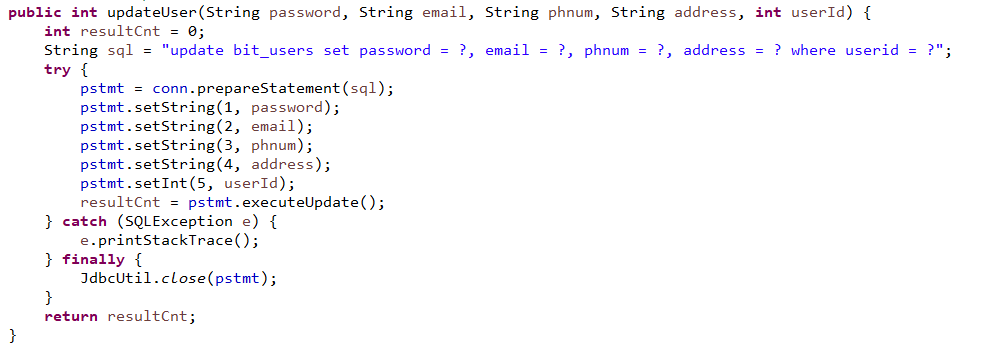 public int updateUser(String password, String email, String phnum, String address, int userId) {
    int resultCnt = 0;
    String sql = "update bit_users set password = ?, email = ?, phnum = ?, address = ? where userid = ?";
    try {
        pstmt = conn.prepareStatement(sql);
        pstmt.setString(1, password);
        pstmt.setString(2, email);
        pstmt.setString(3, phnum);
        pstmt.setString(4, address);
        pstmt.setInt(5, userId);
        resultCnt = pstmt.executeUpdate();
    } catch (SQLException e) {
        e.printStackTrace();
    } finally {
        JdbcUtil.close(pstmt);
    }
    return resultCnt;
}